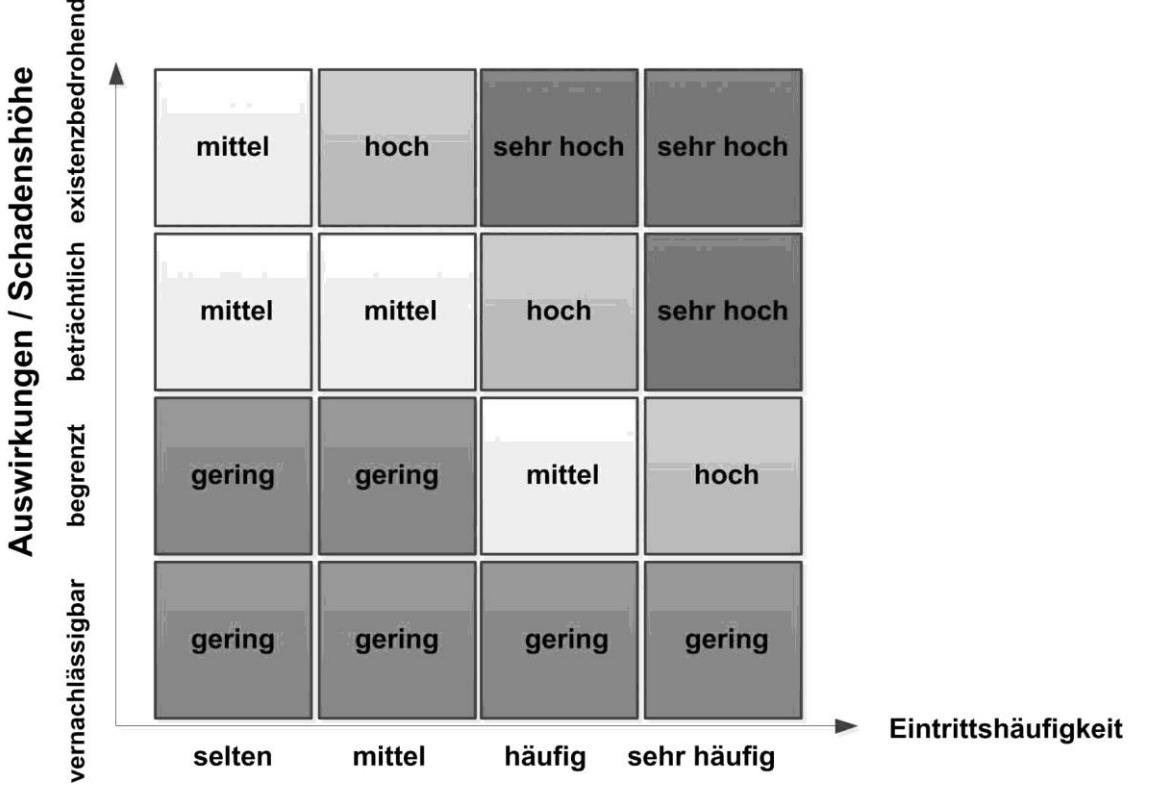 Auswirkungen / Schadenshöhe
existenzbedrohend
mittel
hoch
sehr hoch
sehr hoch
beträchtlich
mittel
mittel
hoch
sehr hoch
begrenzt
gering
gering
mittel
hoch
vernachlässigbar
gering
gering
gering
gering
selten
mittel
häufig
sehr häufig
Eintrittshäufigkeit